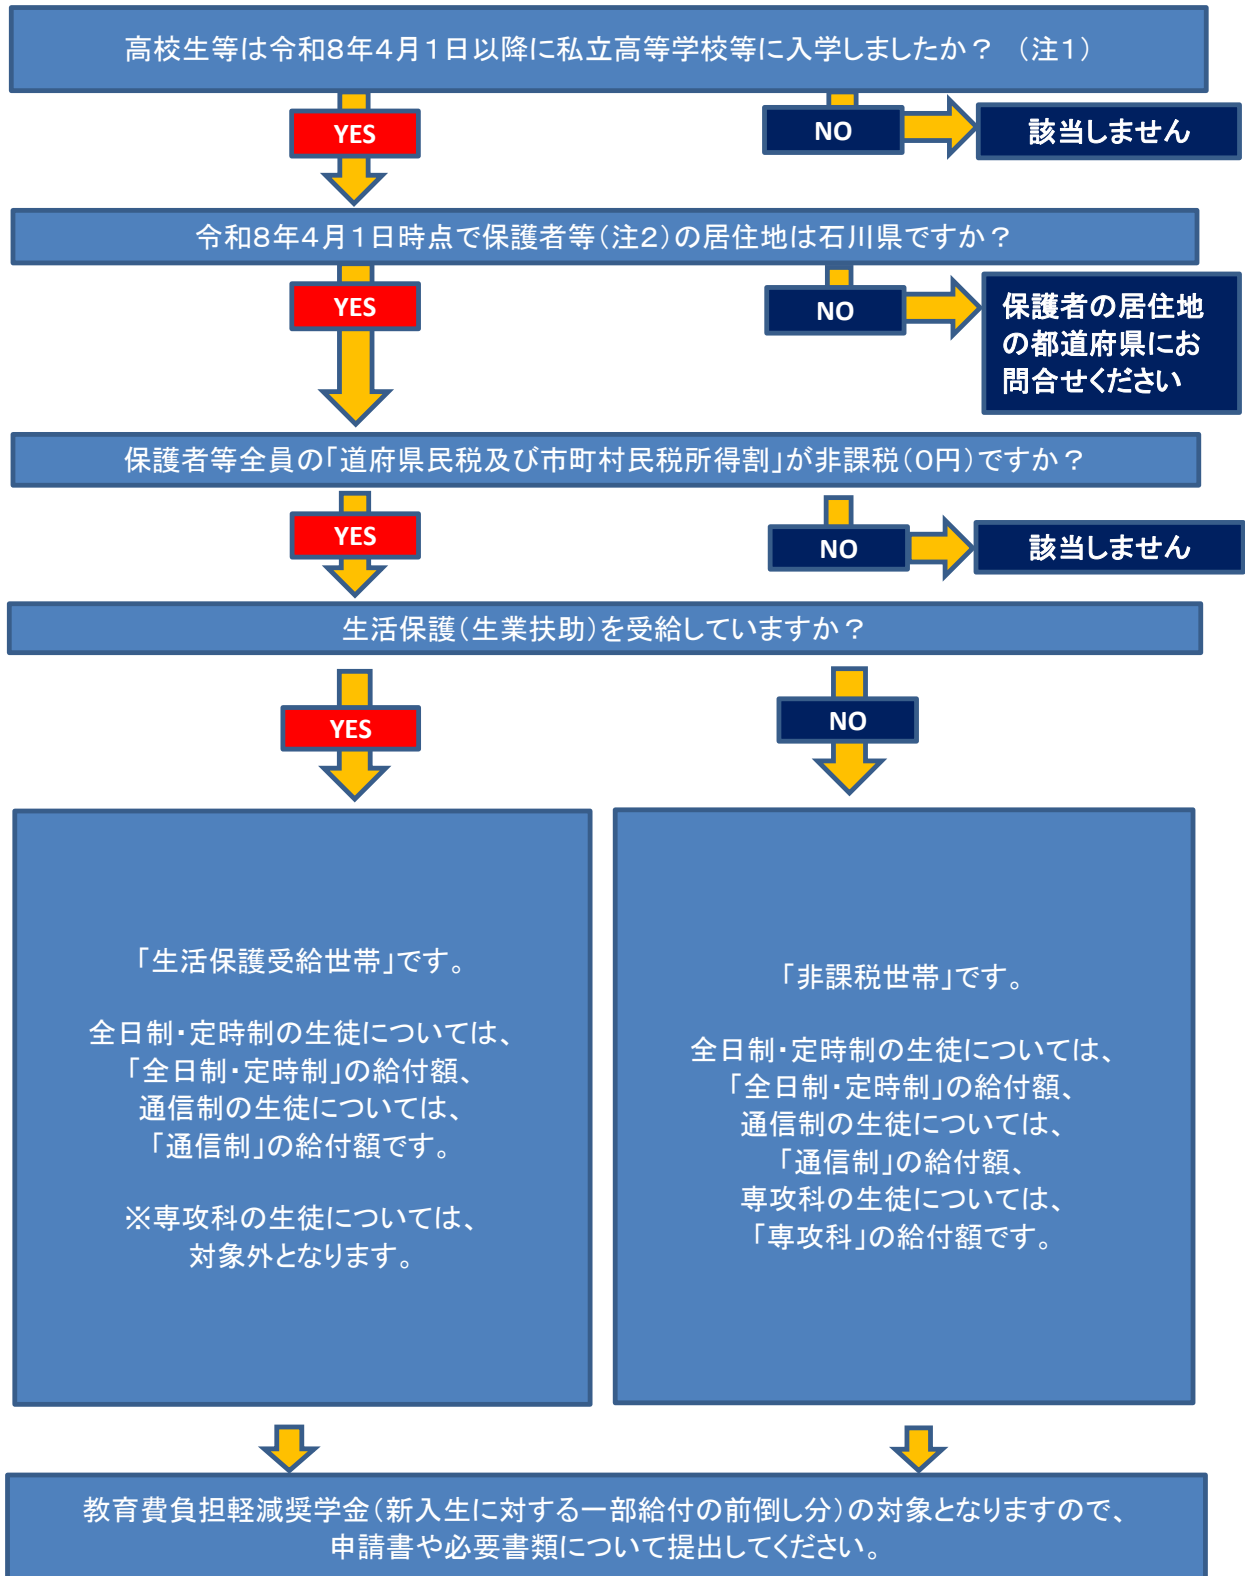 高校生等は令和8年4月1日以降に私立高等学校等に入学しましたか？　（注1）
YES
NO
該当しません
令和8年4月1日時点で保護者等（注2）の居住地は石川県ですか？
YES
NO
保護者の居住地
の都道府県にお
問合せください
保護者等全員の「道府県民税及び市町村民税所得割」が非課税（0円）ですか？
YES
NO
該当しません
生活保護（生業扶助）を受給していますか？
YES
NO
「生活保護受給世帯」です。
全日制・定時制の生徒については、
「全日制・定時制」の給付額、
通信制の生徒については、
「通信制」の給付額です。
※専攻科の生徒については、
対象外となります。
「非課税世帯」です。
全日制・定時制の生徒については、
「全日制・定時制」の給付額、
通信制の生徒については、
「通信制」の給付額、
専攻科の生徒については、
「専攻科」の給付額です。
教育費負担軽減奨学金（新入生に対する一部給付の前倒し分）の対象となりますので、
申請書や必要書類について提出してください。